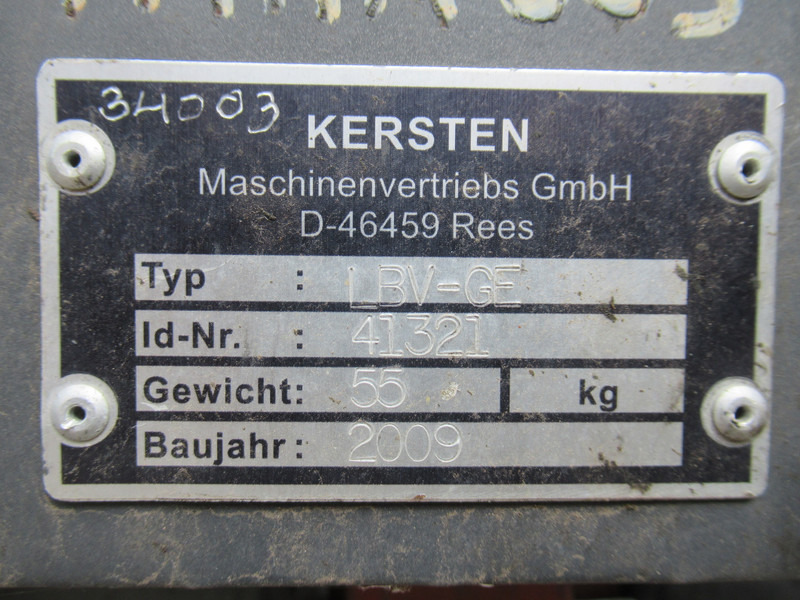 34003
KERSTEN
Maschinenvertriebs GmbH
D-46459 Rees
Typ : LBV-GE
Id-Nr. : 41321
Gewicht: 55 kg
Baujahr: 2009